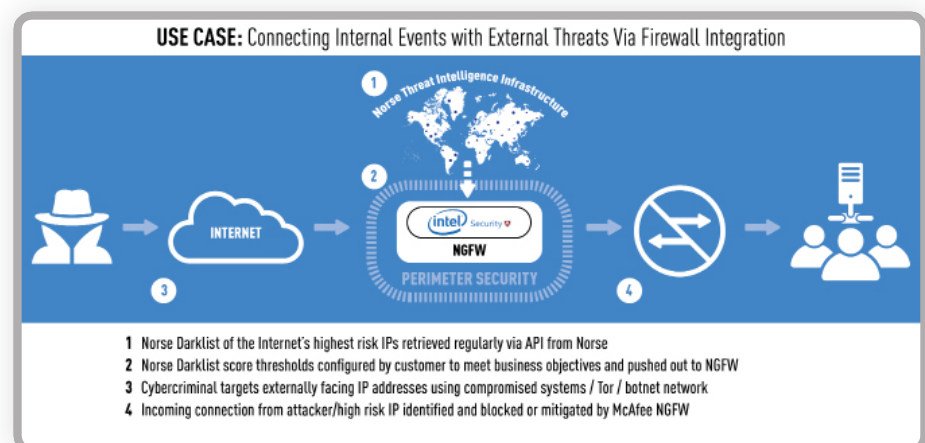 USE CASE: Connecting Internal Events with External Threats Via Firewall Integration
1
Norse Threat Intelligence Infrastructure
2
intel Security
INTERNET
NGFW
PERIMETER SECURITY
3
4
1 Norse Darklist of the Internet's highest risk IPs retrieved regularly via API from Norse
2 Norse Darklist score thresholds configured by customer to meet business objectives and pushed out to NGFW
3 Cybercriminal targets externally facing IP addresses using compromised systems / Tor / botnet network
4 Incoming connection from attacker/high risk IP identified and blocked or mitigated by McAfee NGFW